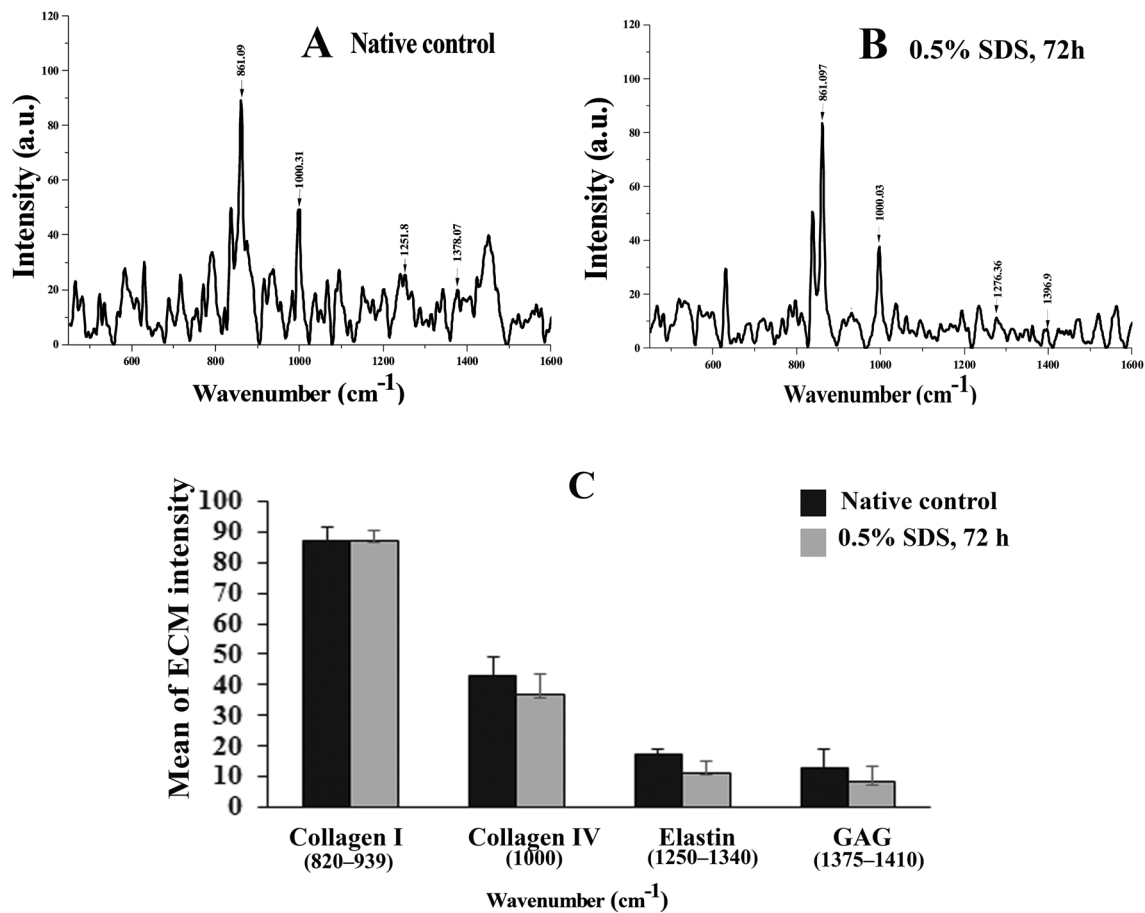 A Native control
120
100
80
60
40
20
0
Intensity (a.u.)
861.09
1000.31
1251.8
1378.07
600 800 1000 1200 1400 1600
Wavenumber (cm-1)
B 0.5% SDS, 72h
120
100
80
60
40
20
0
Intensity (a.u.)
861.097
1000.03
1276.36
1396.9
600 800 1000 1200 1400 1600
Wavenumber (cm-1)
C
Native control
0.5% SDS, 72 h
100
90
80
70
60
50
40
30
20
10
0
Mean of ECM intensity
Collagen I Collagen IV Elastin GAG
(820–939) (1000) (1250–1340) (1375–1410)
Wavenumber (cm-1)